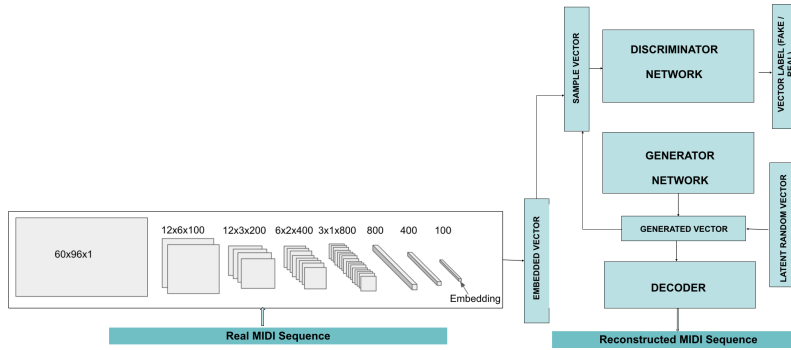 60x96x1
12x6x100
12x3x200
6x2x400
3x1x800
800
400
100
Embedding
Real MIDI Sequence
EMBEDDED VECTOR
SAMPLE VECTOR
DISCRIMINATOR
NETWORK
VECTOR LABEL (FAKE /
REAL)
GENERATOR
NETWORK
GENERATED VECTOR
LATENT RANDOM VECTOR
DECODER
Reconstructed MIDI Sequence